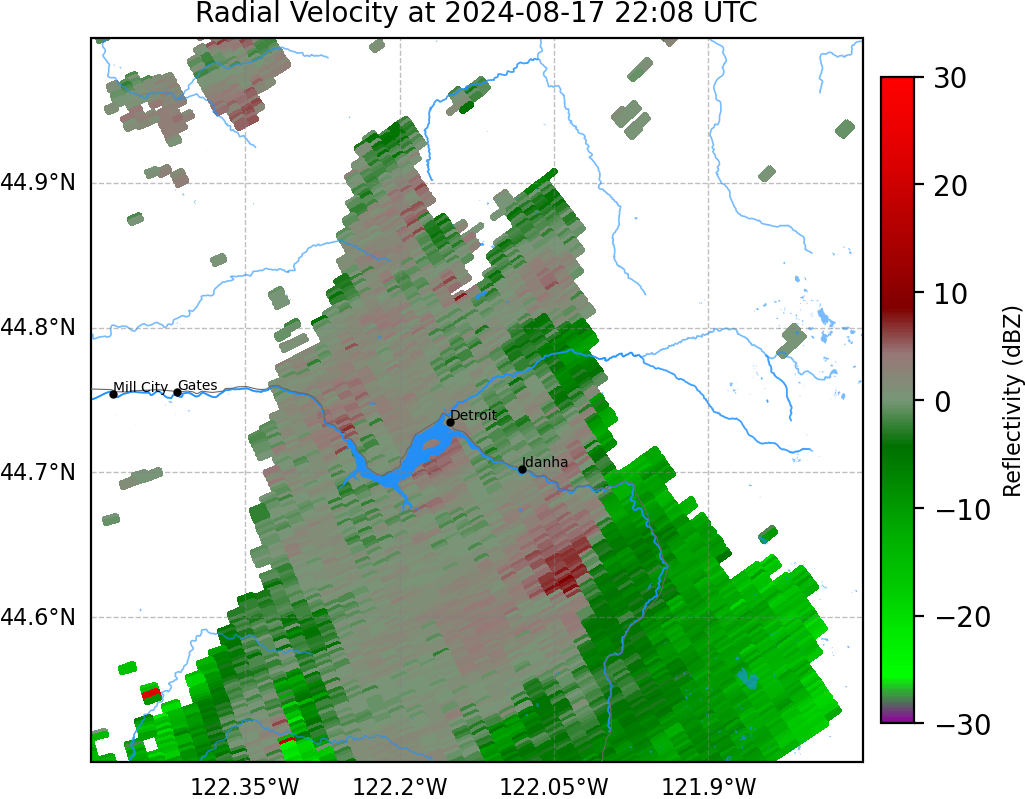 Radial Velocity at 2024-08-17 22:08 UTC
44.9°N
44.8°N
44.7°N
44.6°N
122.35°W
122.2°W
122.05°W
121.9°W
Mill City
Gates
Detroit
Idanha
30
20
10
0
−10
−20
−30
Reflectivity (dBZ)